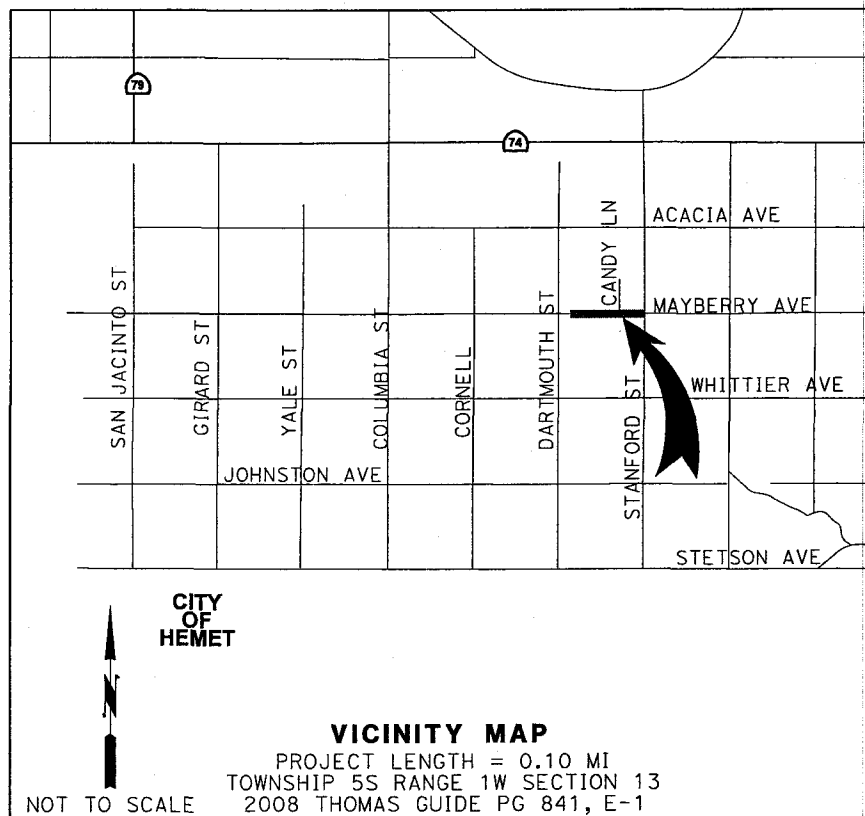 79
74
CANDY LN
ACACIA AVE
MAYBERRY AVE
SAN JACINTO ST
GIRARD ST
YALE ST
COLUMBIA ST
CORNELL
DARTMOUTH ST
STANFORD ST
WHITTIER AVE
JOHNSTON AVE
STETSON AVE
CITY
OF
HEMET
N
VICINITY MAP
PROJECT LENGTH = 0.10 MI
TOWNSHIP 5S RANGE 1W SECTION 13
NOT TO SCALE
2008 THOMAS GUIDE PG 841, E-1